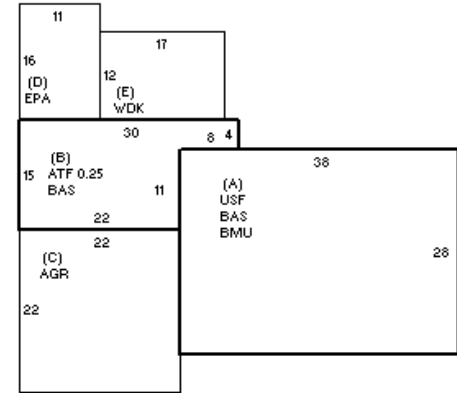 11
17
16
(D)
EPA
12
(E)
WDK
30
8 4
(B)
15 ATF 0.25
BAS
11
22
38
(A)
USF
BAS
BMU
28
22
(C)
AGR
22